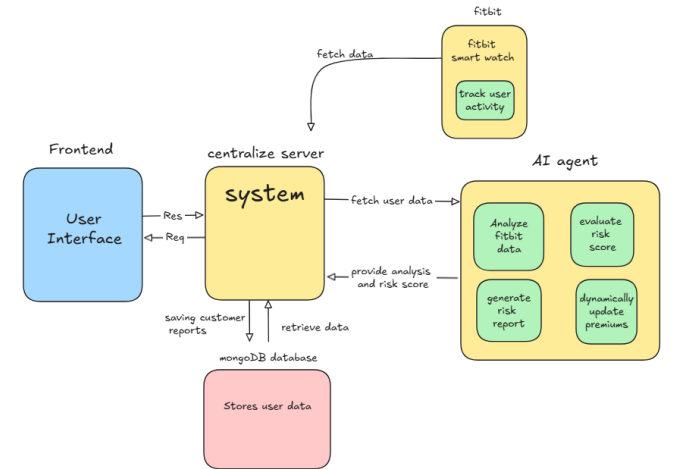 fitbit
fitbit
smart watch
track user
activity
fetch data
Frontend
User
Interface
Res
Req
centralize server
system
fetch user data
provide analysis
and risk score
AI agent
Analyze
fitbit
data
evaluate
risk
score
generate
risk
report
dynamically
update
premiums
saving customer
reports
retrieve data
mongoDB database
Stores user data